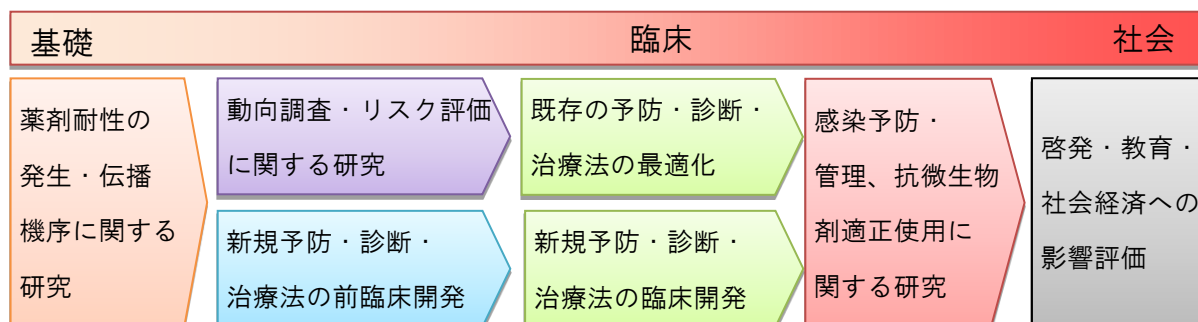 基礎
臨床
社会
薬剤耐性の
発生・伝播
機序に関する
研究
動向調査・リスク評価
に関する研究
新規予防・診断・
治療法の前臨床開発
既存の予防・診断・
治療法の最適化
新規予防・診断・
治療法の臨床開発
感染予防・
管理、抗微生物
剤適正使用に
関する研究
啓発・教育・
社会経済への
影響評価